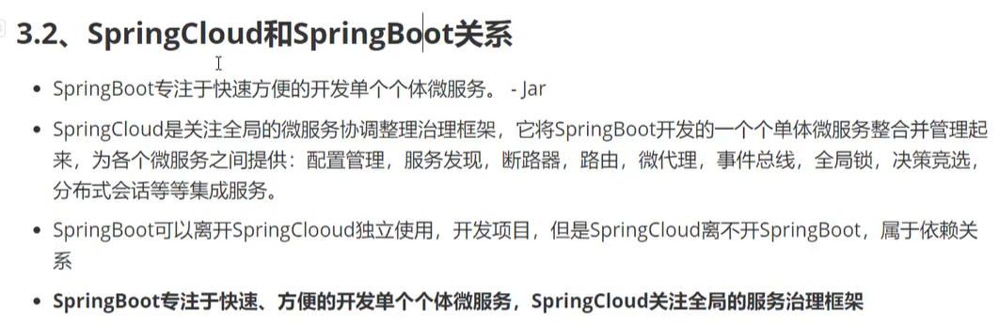 3.2、SpringCloud和SpringBoot关系
SpringBoot专注于快速方便的开发单个个体微服务。 - Jar
SpringCloud是关注全局的微服务协调整理治理框架，它将SpringBoot开发的一个个单体微服务整合并管理起
来，为各个微服务之间提供：配置管理，服务发现，断路器，路由，微代理，事件总线，全局锁，决策竞选，
分布式会话等等集成服务。
SpringBoot可以离开SpringClooud独立使用，开发项目，但是SpringCloud离不开SpringBoot，属于依赖关
系
SpringBoot专注于快速、方便的开发单个个体微服务，SpringCloud关注全局的服务治理框架